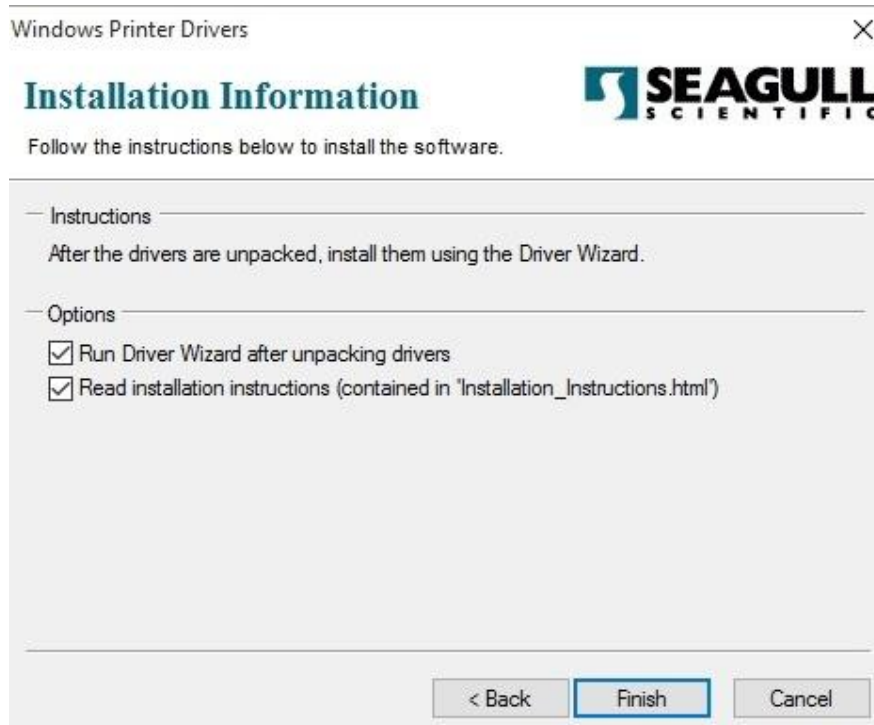 Windows Printer Drivers
Installation Information
SEAGULL
SCIENTIFIC
Follow the instructions below to install the software.
Instructions
After the drivers are unpacked, install them using the Driver Wizard.
Options
Run Driver Wizard after unpacking drivers
Read installation instructions (contained in 'Installation_Instructions.html')
< Back
Finish
Cancel